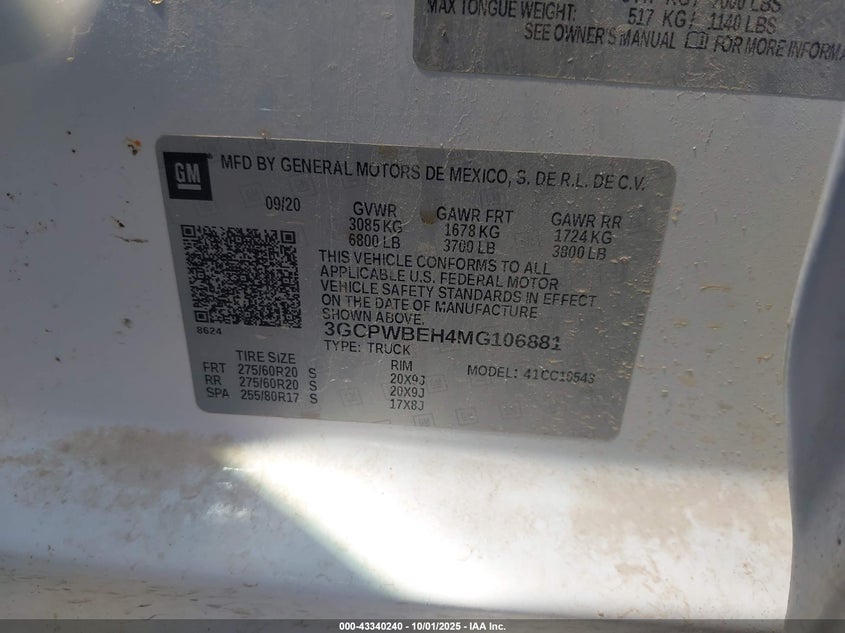 MAX TONGUE WEIGHT: 517 KG/ 1140 LBS
SEE OWNER'S MANUAL FOR MORE INFORMA
GM
MFD BY GENERAL MOTORS DE MEXICO, S. DE R.L. DE C.V.
09/20 GVWR GAWR FRT GAWR RR
3085 KG 1678 KG 1724 KG
6800 LB 3700 LB 3800 LB
THIS VEHICLE CONFORMS TO ALL
APPLICABLE U.S. FEDERAL MOTOR
VEHICLE SAFETY STANDARDS IN EFFECT
ON THE DATE OF MANUFACTURE
SHOWN ABOVE.
8624
3GCPWBEH4MG106881
TYPE: TRUCK
TIRE SIZE RIM MODEL:
FRT 275/60R20 S 20X9J
RR 275/60R20 S 20X9J
SPA 255/80R17 S 17X8J
000-43340240 - 10/01/2025 - IAA Inc.